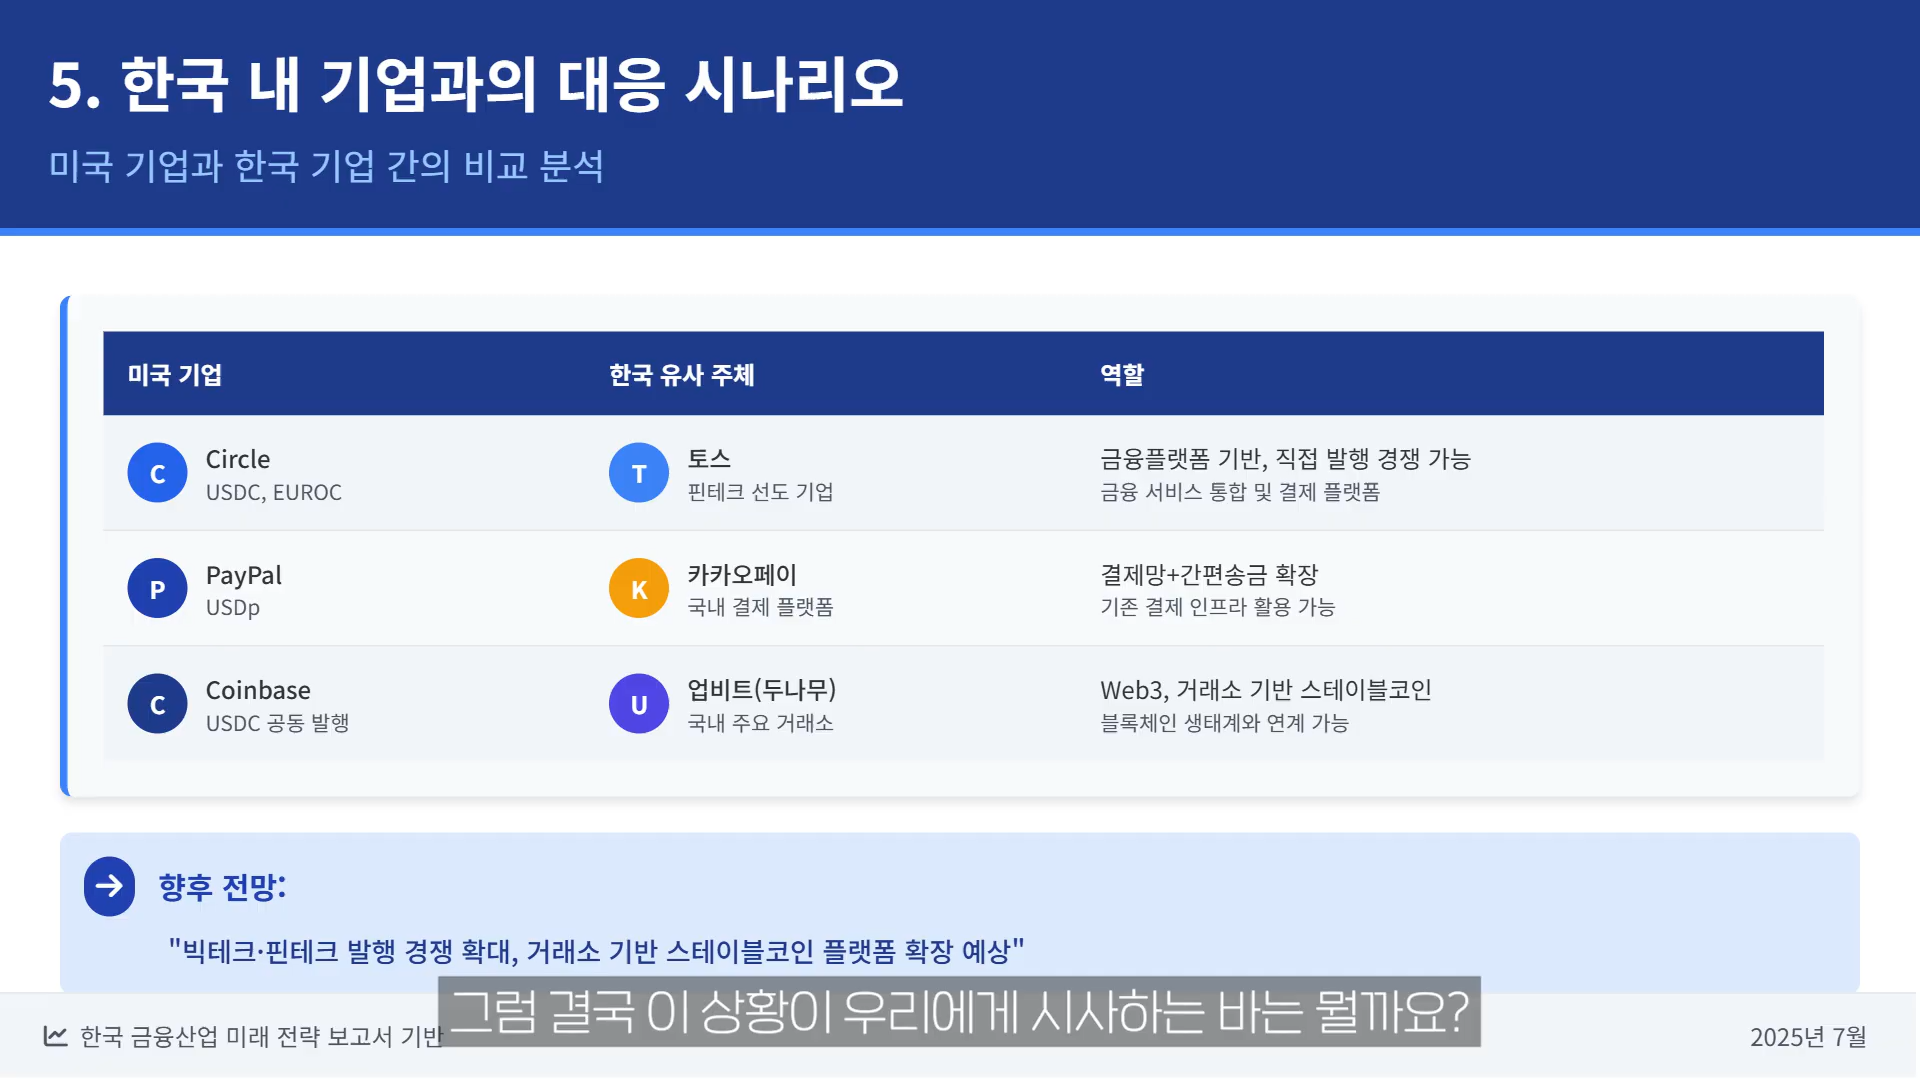 5. 한국 내 기업과의 대응 시나리오
미국 기업과 한국 기업 간의 비교 분석
미국 기업
한국 유사 주체
역할
C
Circle
USDC, EUROC
T
토스
핀테크 선도 기업
금융플랫폼 기반, 직접 발행 경쟁 가능
금융 서비스 통합 및 결제 플랫폼
P
PayPal
USDp
K
카카오페이
국내 결제 플랫폼
결제망+간편송금 확장
기존 결제 인프라 활용 가능
C
Coinbase
USDC 공동 발행
U
업비트(두나무)
국내 주요 거래소
Web3, 거래소 기반 스테이블코인
블록체인 생태계와 연계 가능
향후 전망:
"빅테크·핀테크 발행 경쟁 확대, 거래소 기반 스테이블코인 플랫폼 확장 예상"
그럼 결국 이 상황이 우리에게 시사하는 바는 뭘까요?
한국 금융산업 미래 전략 보고서 기반
2025년 7월